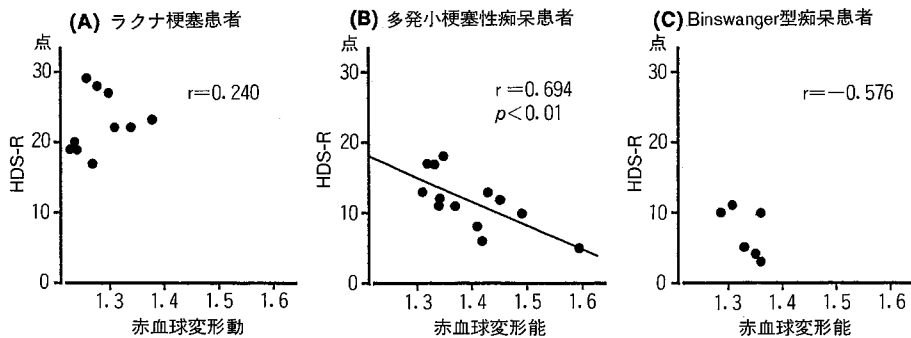 (A) ラクナ梗塞患者
点
30
20
10
0
HDS-R
r=0.240
1.3 1.4 1.5 1.6
赤血球変形動
(B) 多発小梗塞性痴呆患者
点
30
20
10
0
HDS-R
r=0.694
p<0.01
1.3 1.4 1.5 1.6
赤血球変形能
(C) Binswanger型痴呆患者
点
30
20
10
0
HDS-R
r=-0.576
1.3 1.4 1.5 1.6
赤血球変形能